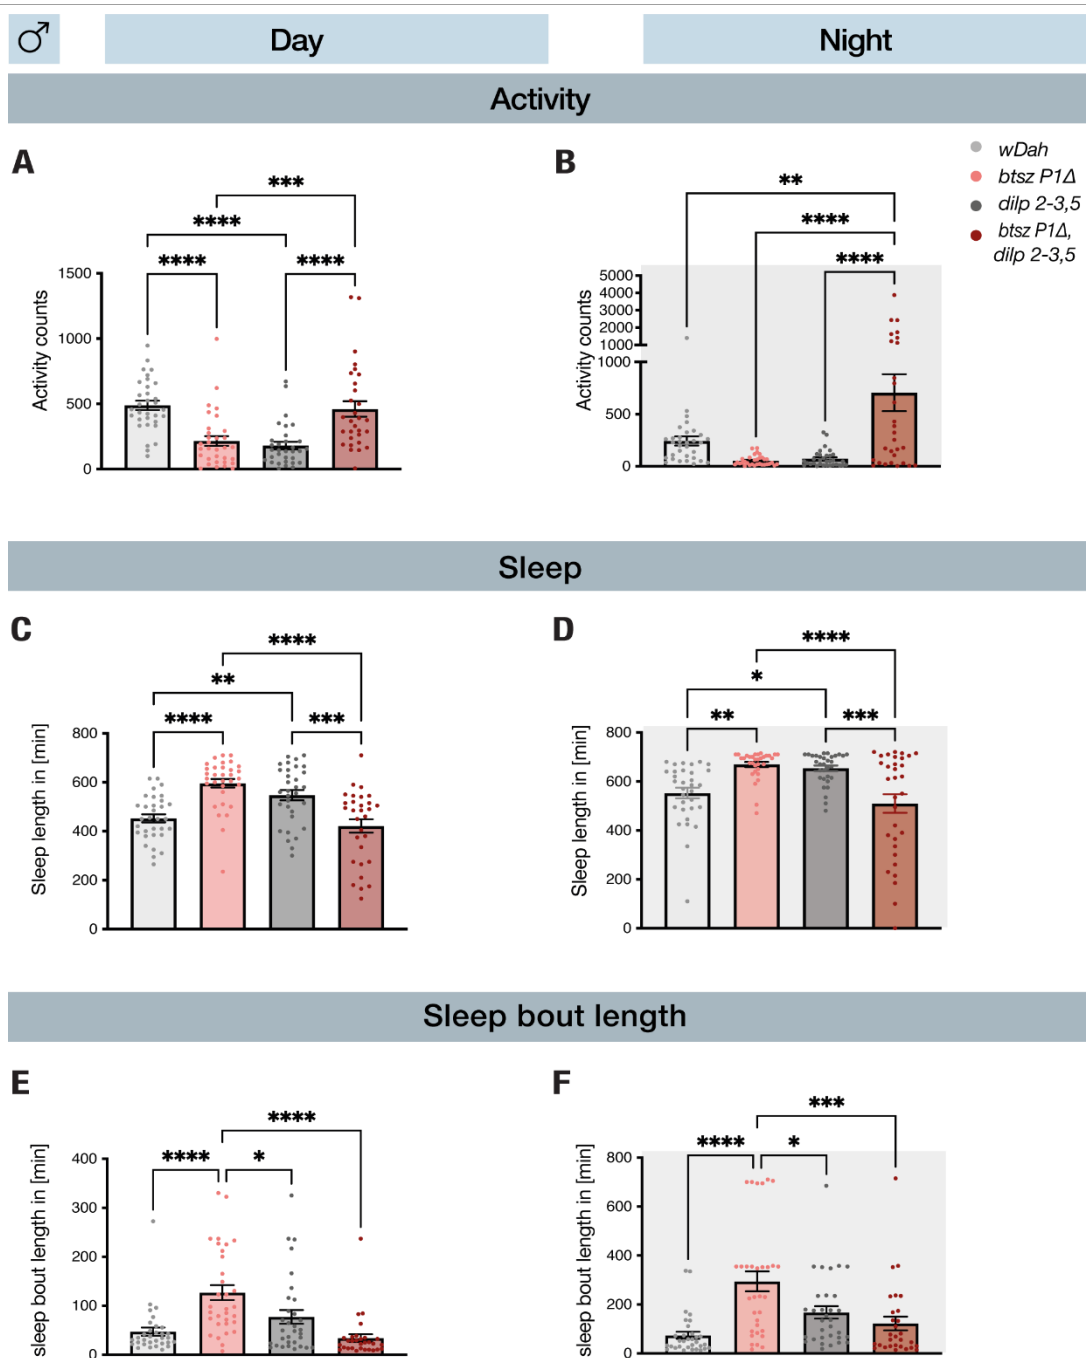 ♂ Day Night
Activity
A
B
wDah
btsz P1Δ
dilp 2-3,5
btsz P1Δ,
dilp 2-3,5
***
****
**** ****
Activity counts
1500
1000
500
0
**
****
****
Activity counts
5000
4000
3000
2000
1000
1000
500
0
Sleep
C
D
****
**
**** ***
Sleep length in [min]
800
600
400
200
0
****
*
** ***
Sleep length in [min]
800
600
400
200
0
Sleep bout length
E
F
****
**** *
sleep bout length in [min]
400
300
200
100
0
***
**** *
sleep bout length in [min]
800
600
400
200
0